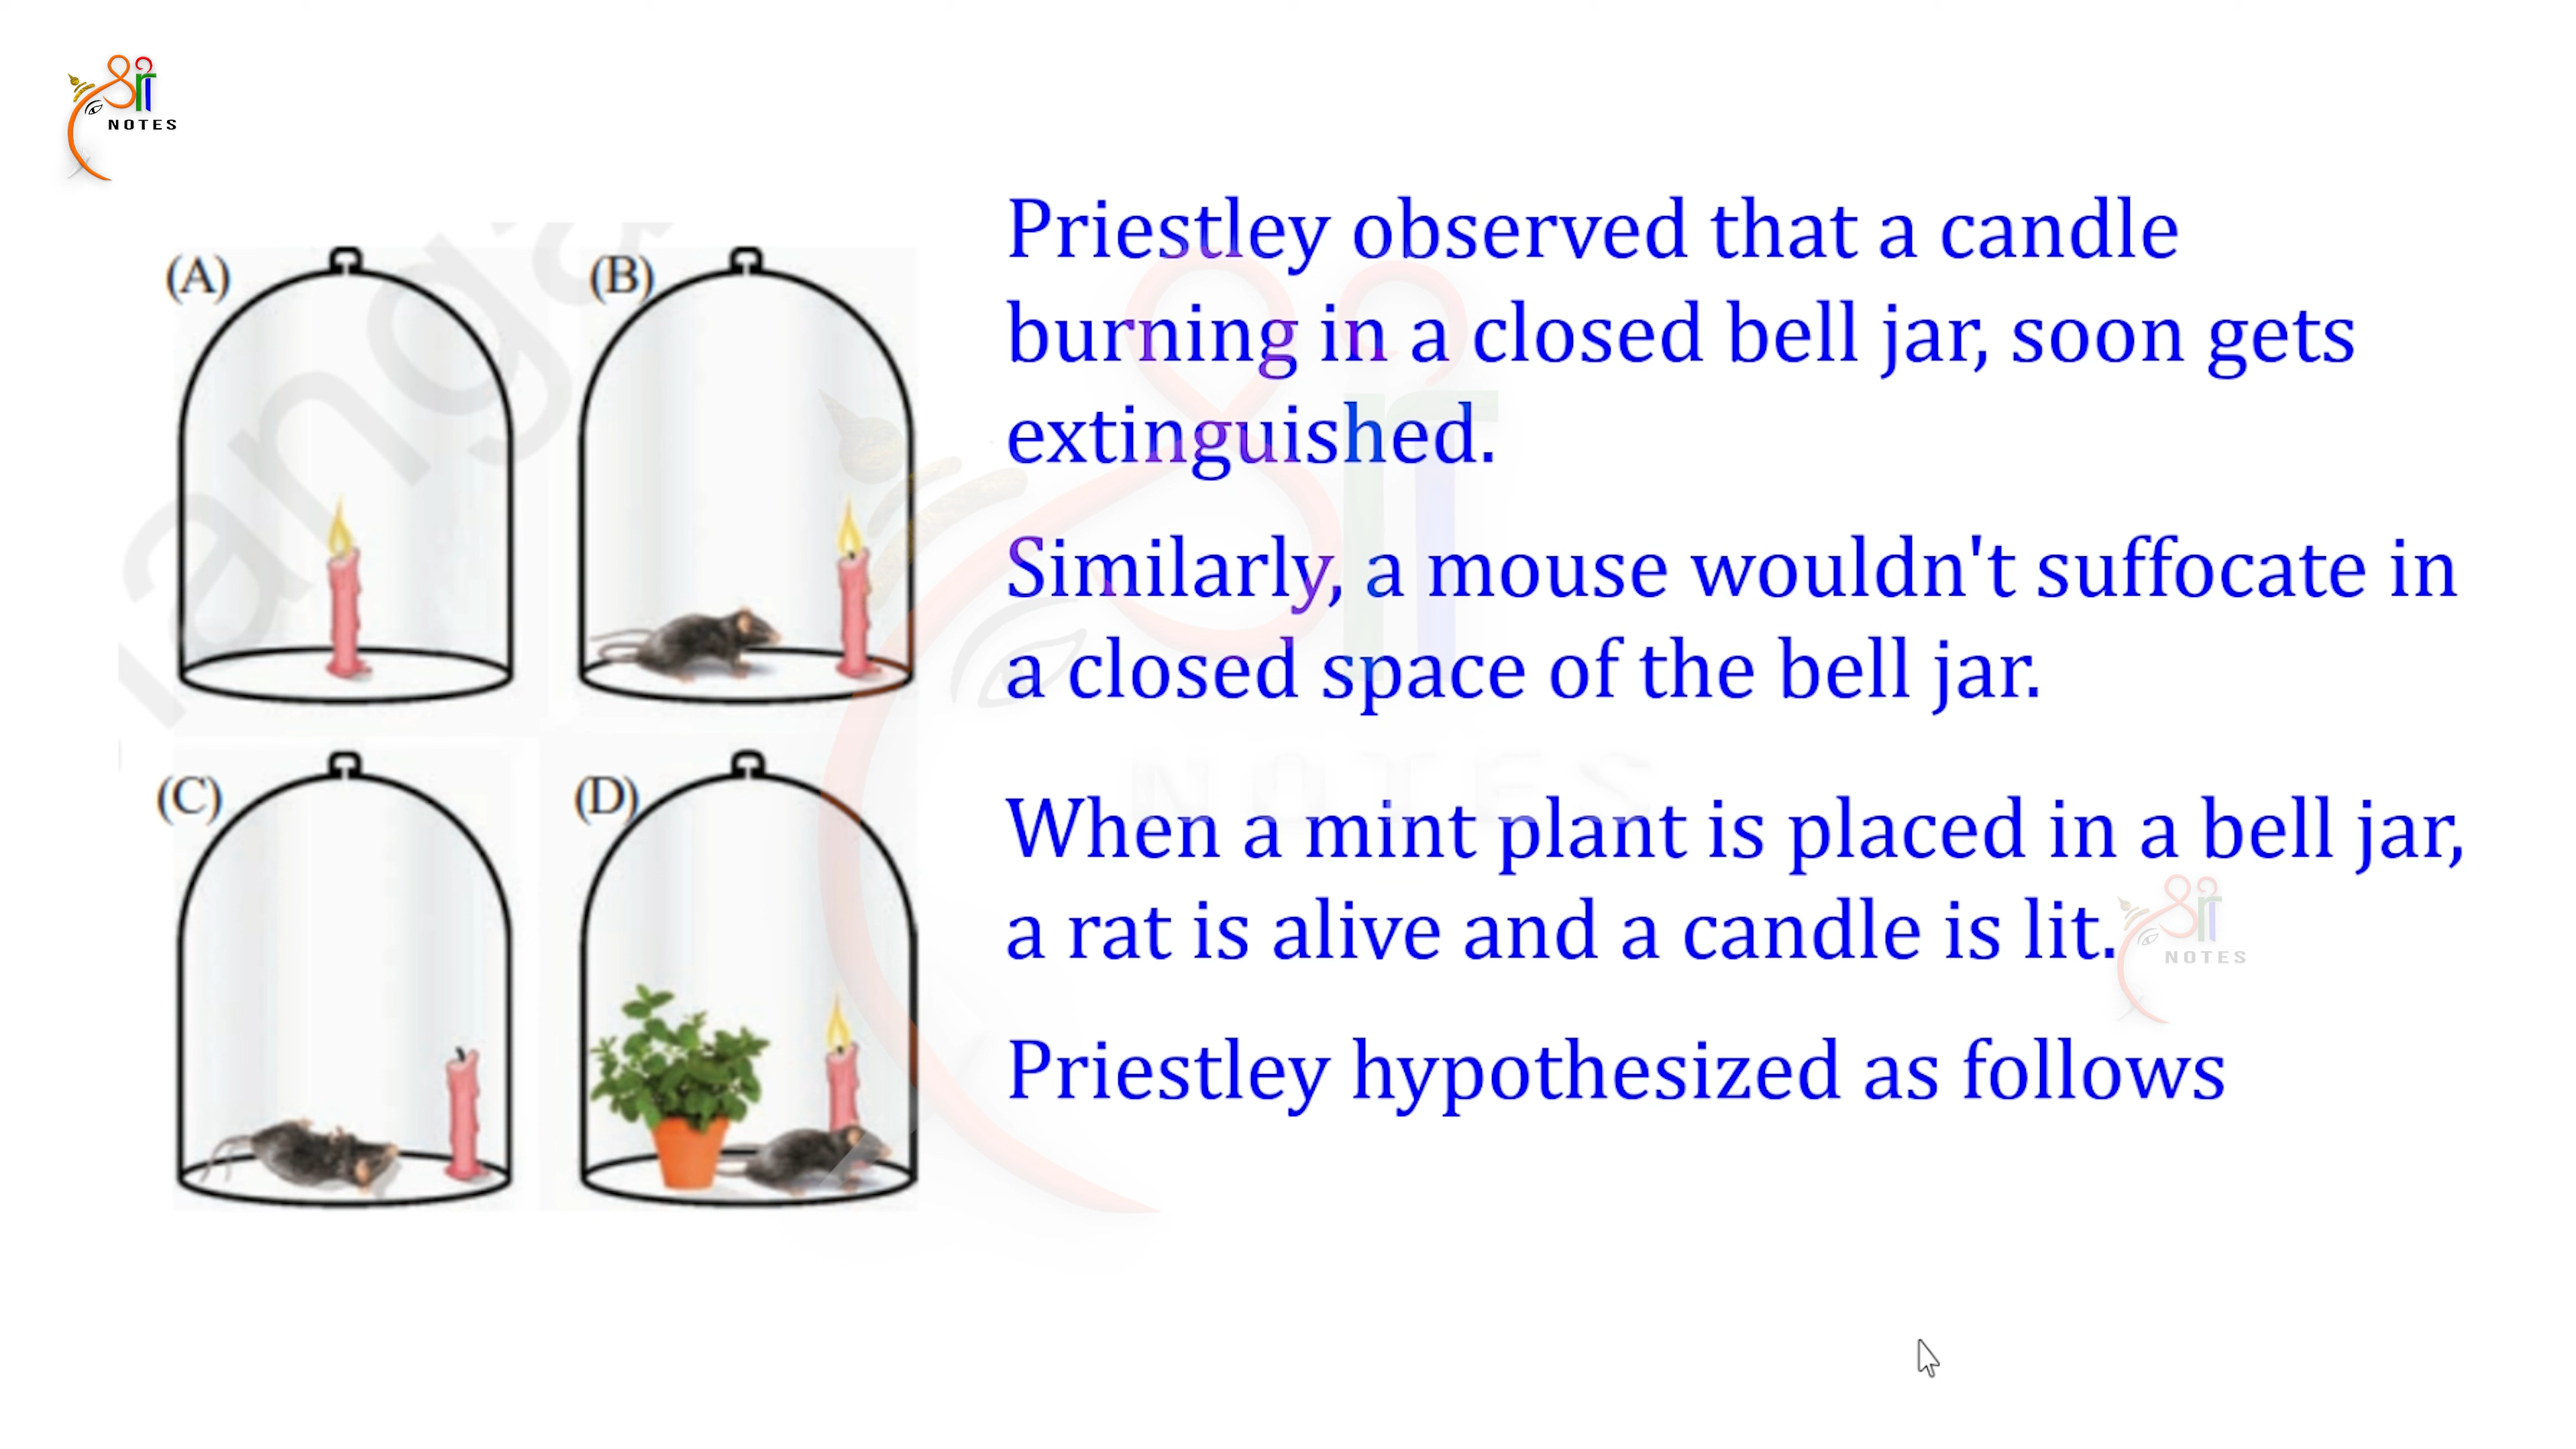 श्री
NOTES
(A)
(B)
(C)
(D)
Priestley observed that a candle
burning in a closed bell jar, soon gets
extinguished.
Similarly, a mouse wouldn't suffocate in
a closed space of the bell jar.
When a mint plant is placed in a bell jar,
a rat is alive and a candle is lit.
Priestley hypothesized as follows
NOTES
NOTES